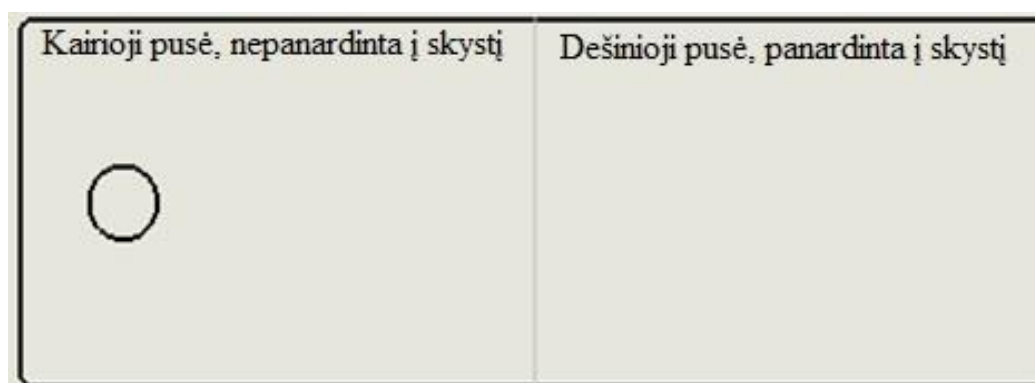 Kairioji pusė, nepanardinta į skystį
Dešinioji pusė, panardinta į skystį